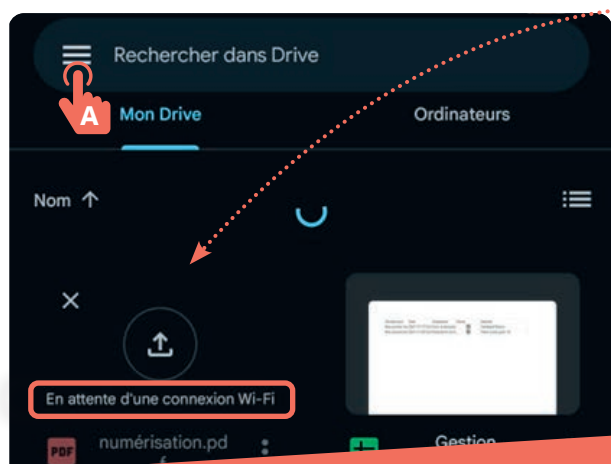 Rechercher dans Drive
A
Mon Drive
Ordinateurs
Nom ↑
En attente d'une connexion Wi-Fi
PDF
numérisation.pd
f
Gestion